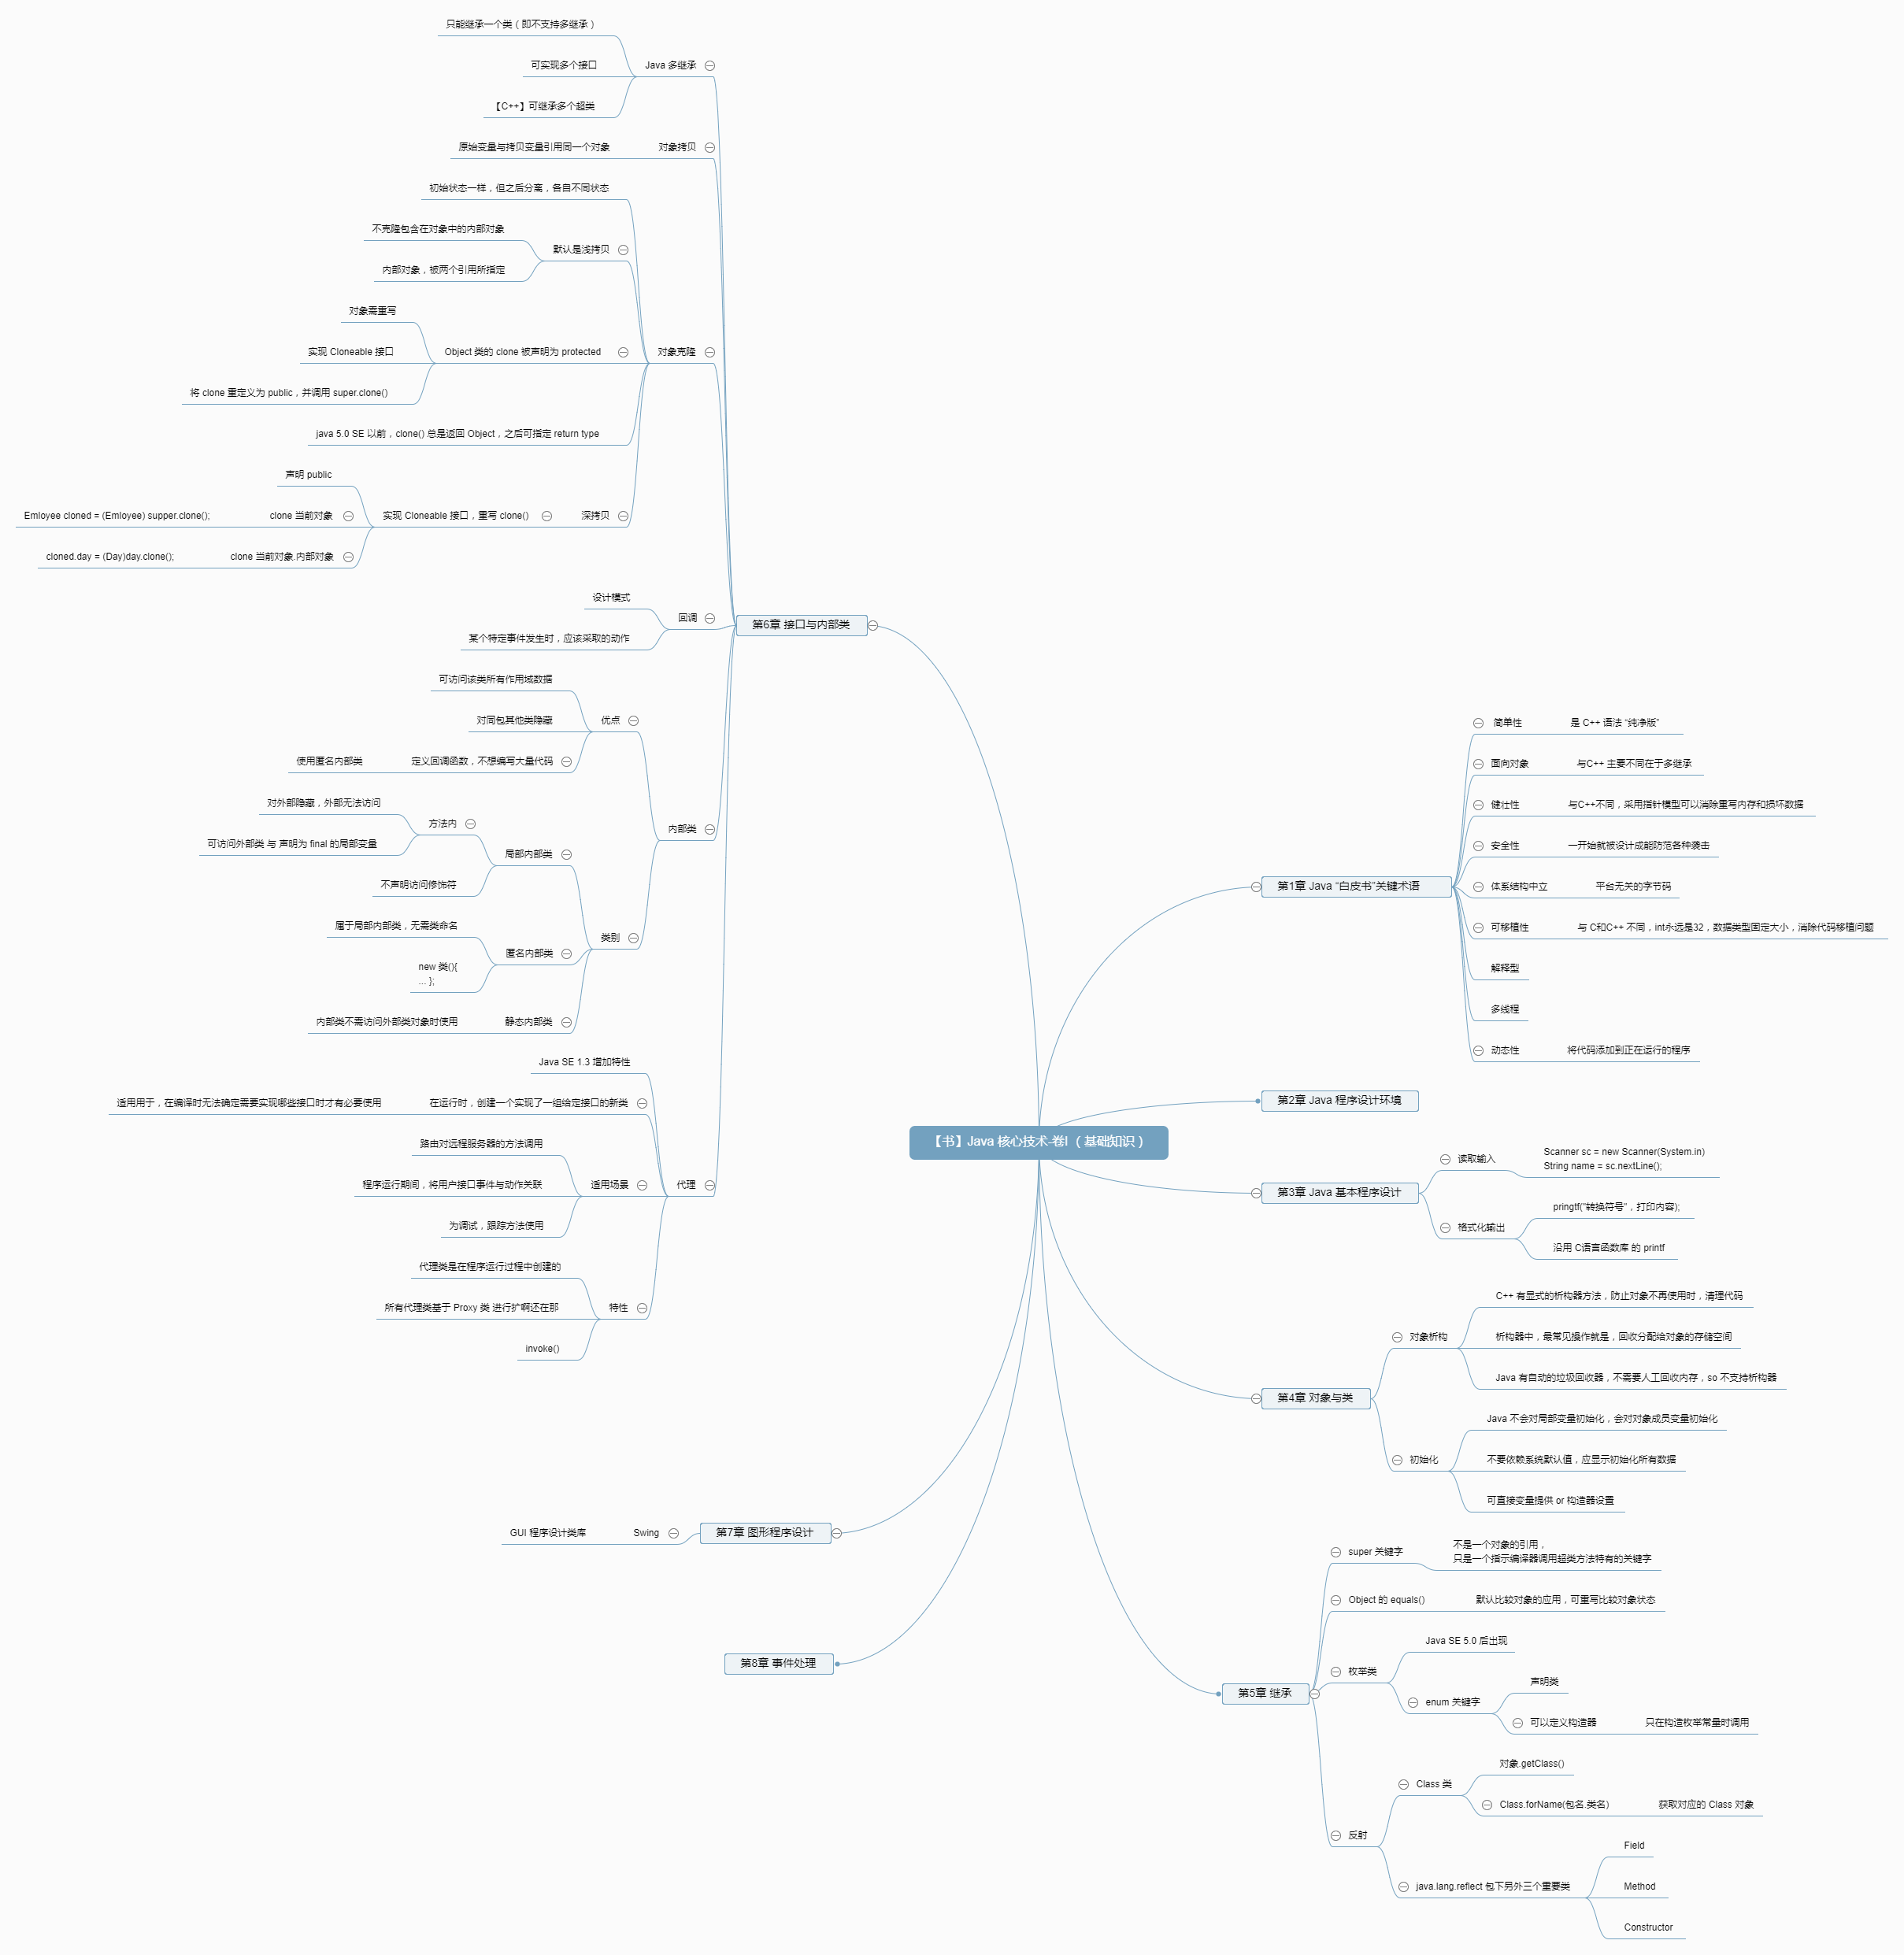 【书】Java 核心技术-卷I （基础知识）
第1章 Java “白皮书”关键术语
简单性
是 C++ 语法 “纯净版”
面向对象
与C++ 主要不同在于多继承
健壮性
与C++不同，采用指针模型可以消除重写内存和损坏数据
安全性
一开始就被设计成能防范各种袭击
体系结构中立
平台无关的字节码
可移植性
与 C和C++ 不同，int永远是32，数据类型固定大小，消除代码移植问题
解释型
多线程
动态性
将代码添加到正在运行的程序
第2章 Java 程序设计环境
第3章 Java 基本程序设计
读取输入
Scanner sc = new Scanner(System.in)
String name = sc.nextLine();
格式化输出
pringtf("转换符号"，打印内容);
沿用 C语言函数库 的 printf
第4章 对象与类
对象析构
C++ 有显式的析构器方法，防止对象不再使用时，清理代码
析构器中，最常见操作就是，回收分配给对象的存储空间
Java 有自动的垃圾回收器，不需要人工回收内存，so 不支持析构器
初始化
Java 不会对局部变量初始化，会对对象成员变量初始化
不要依赖系统默认值，应显示初始化所有数据
可直接变量提供 or 构造器设置
第5章 继承
super 关键字
不是一个对象的引用，
只是一个指示编译器调用超类方法特有的关键字
Object 的 equals()
默认比较对象的应用，可重写比较对象状态
枚举类
Java SE 5.0 后出现
enum 关键字
声明类
可以定义构造器
只在构造枚举常量时调用
反射
Class 类
对象.getClass()
Class.forName(包名.类名)
获取对应的 Class 对象
java.lang.reflect 包下另外三个重要类
Field
Method
Constructor
第6章 接口与内部类
Java 多继承
只能继承一个类（即不支持多继承）
可实现多个接口
【C++】可继承多个超类
对象拷贝
原始变量与拷贝变量引用同一个对象
对象克隆
初始状态一样，但之后分离，各自不同状态
默认是浅拷贝
不克隆包含在对象中的内部对象
内部对象，被两个引用所指定
Object 类的 clone 被声明为 protected
对象需重写
实现 Cloneable 接口
将 clone 重定义为 public，并调用 super.clone()
java 5.0 SE 以前，clone() 总是返回 Object，之后可指定 return type
深拷贝
实现 Cloneable 接口，重写 clone()
声明 public
clone 当前对象
Emloyee cloned = (Emloyee) supper.clone();
clone 当前对象.内部对象
cloned.day = (Day)day.clone();
回调
设计模式
某个特定事件发生时，应该采取的动作
内部类
优点
可访问该类所有作用域数据
对同包其他类隐藏
定义回调函数，不想编写大量代码
使用匿名内部类
类别
局部内部类
方法内
对外部隐藏，外部无法访问
可访问外部类 与 声明为 final 的局部变量
不声明访问修饰符
匿名内部类
属于局部内部类，无需类命名
new 类(){
... };
静态内部类
内部类不需访问外部类对象时使用
代理
Java SE 1.3 增加特性
在运行时，创建一个实现了一组给定接口的新类
适用用于，在编译时无法确定需要实现哪些接口时才有必要使用
适用场景
路由对远程服务器的方法调用
程序运行期间，将用户接口事件与动作关联
为调试，跟踪方法使用
特性
代理类是在程序运行过程中创建的
所有代理类基于 Proxy 类 进行扩啊还在那
invoke()
第7章 图形程序设计
Swing
GUI 程序设计类库
第8章 事件处理